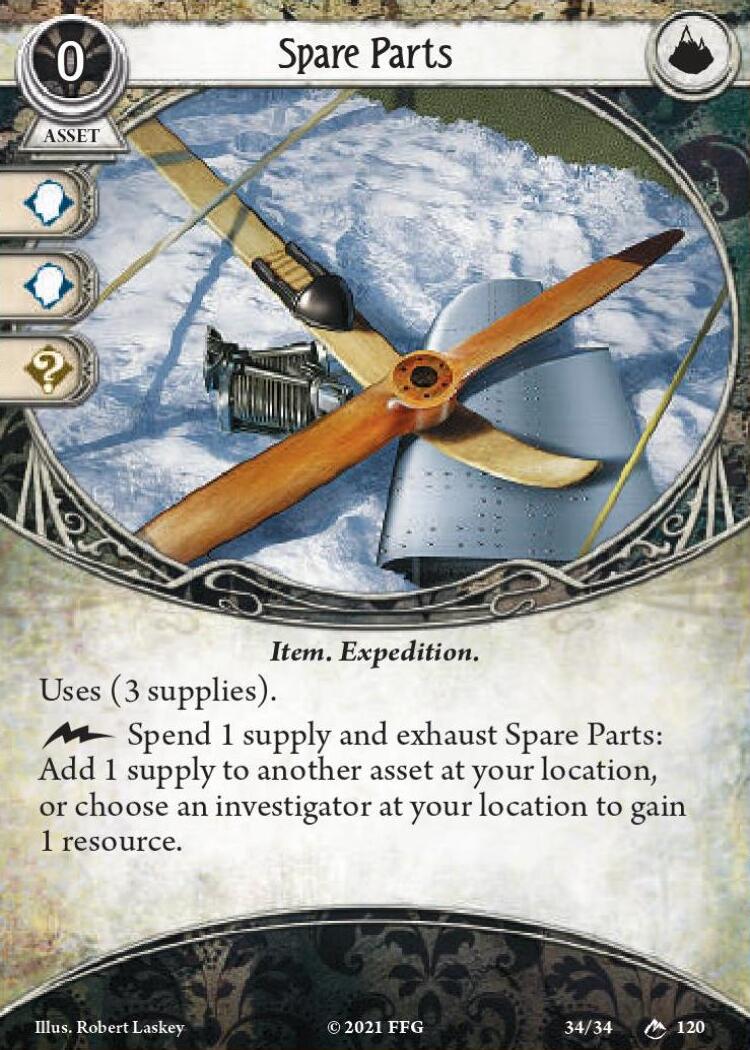 0
Spare Parts
ASSET
?
Item. Expedition.
Uses (3 supplies).
Spend 1 supply and exhaust Spare Parts:
Add 1 supply to another asset at your location,
or choose an investigator at your location to gain
1 resource.
Illus. Robert Laskey
© 2021 FFG
34/34
120